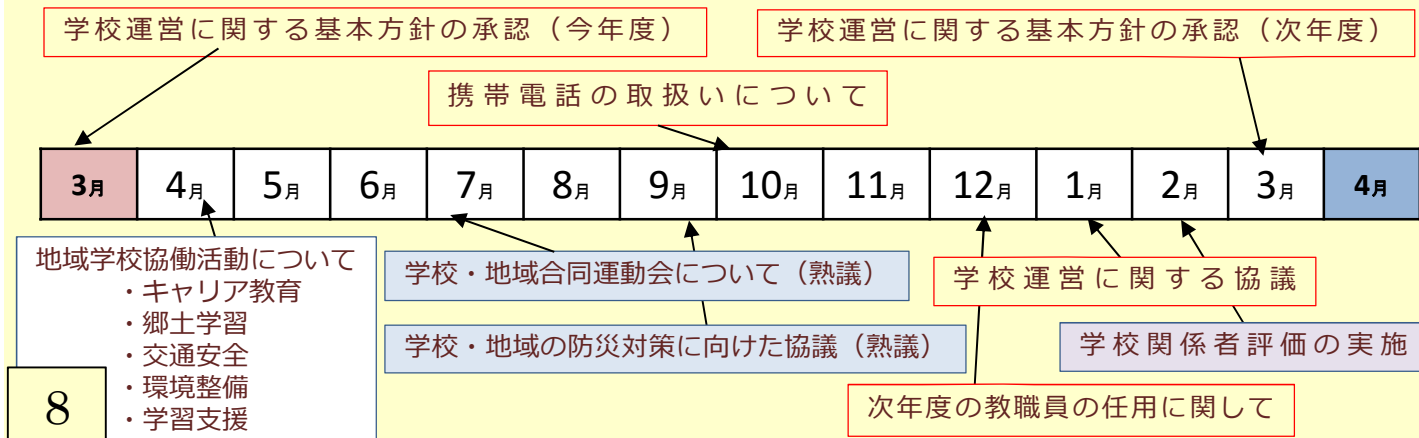 学校運営に関する基本方針の承認（今年度）
学校運営に関する基本方針の承認（次年度）
携帯電話の取扱いについて
3月 4月 5月 6月 7月 8月 9月 10月 11月 12月 1月 2月 3月 4月
地域学校協働活動について
・キャリア教育
・郷土学習
・交通安全
・環境整備
・学習支援
学校・地域合同運動会について（熟議）
学校運営に関する協議
学校・地域の防災対策に向けた協議（熟議）
学校関係者評価の実施
次年度の教職員の任用に関して
8